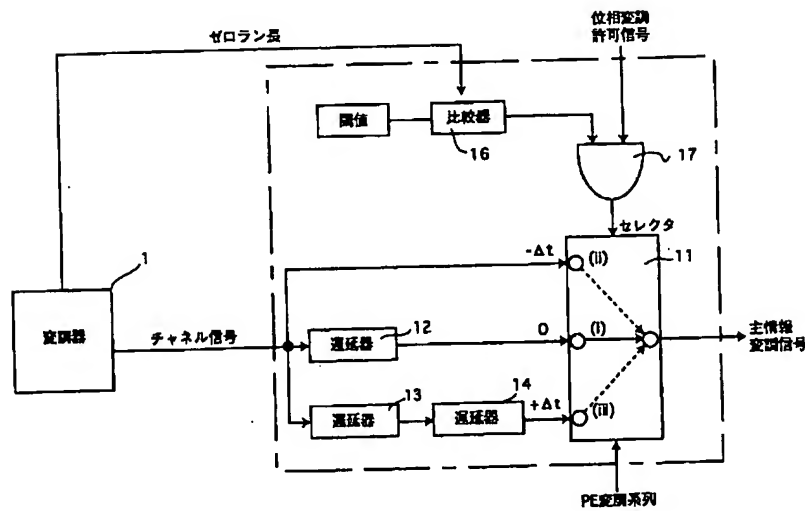 ゼロラン長
位相変調
許可信号
閾値
比較器
16
17
セレクタ
-Δt
(ii)
11
1
変調器
チャネル信号
遅延器
12
0
(i)
主情報
変調信号
遅延器
13
遅延器
14
+Δt
(iii)
PE変調系列